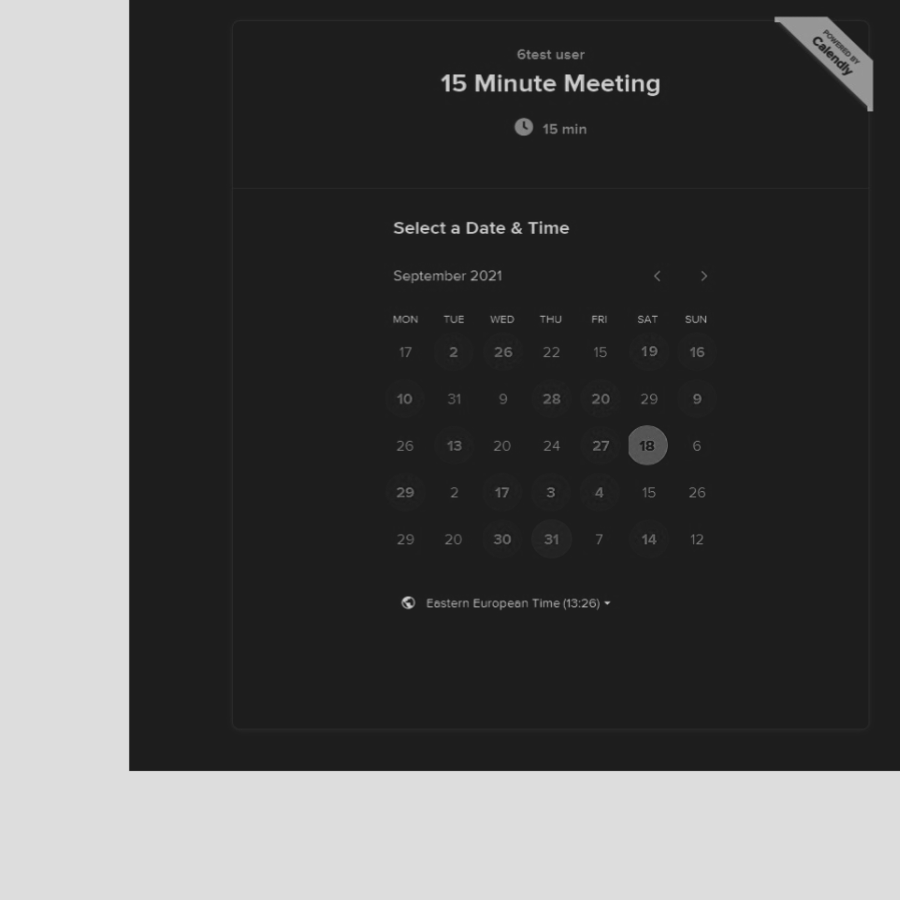 POWERED BY
Calendly
6test user
15 Minute Meeting
15 min
Select a Date & Time
September 2021
MON TUE WED THU FRI SAT SUN
17 2 26 22 15 19 16
10 31 9 28 20 29 9
26 13 20 24 27 18 6
29 2 17 3 4 15 26
29 20 30 31 7 14 12
Eastern European Time (13:26)